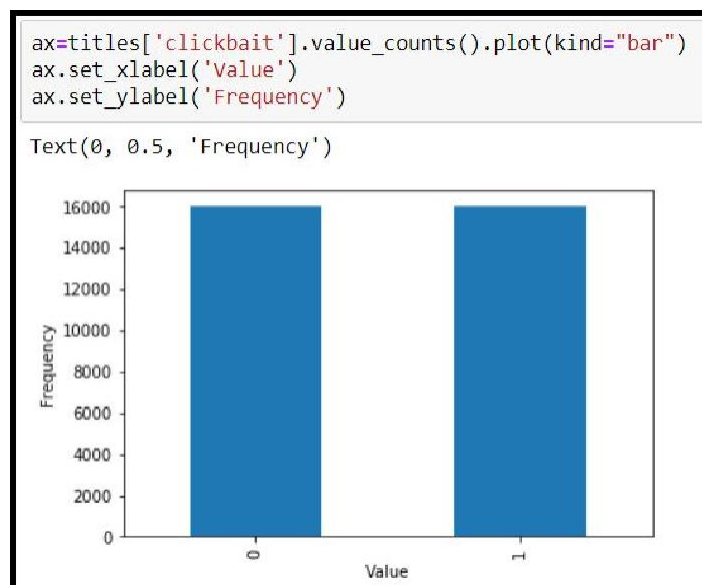 ax=titles['clickbait'].value_counts().plot(kind="bar")
ax.set_xlabel('Value')
ax.set_ylabel('Frequency')
Text(0, 0.5, 'Frequency')
16000
14000
12000
10000
8000
6000
4000
2000
0
Frequency
0
1
Value